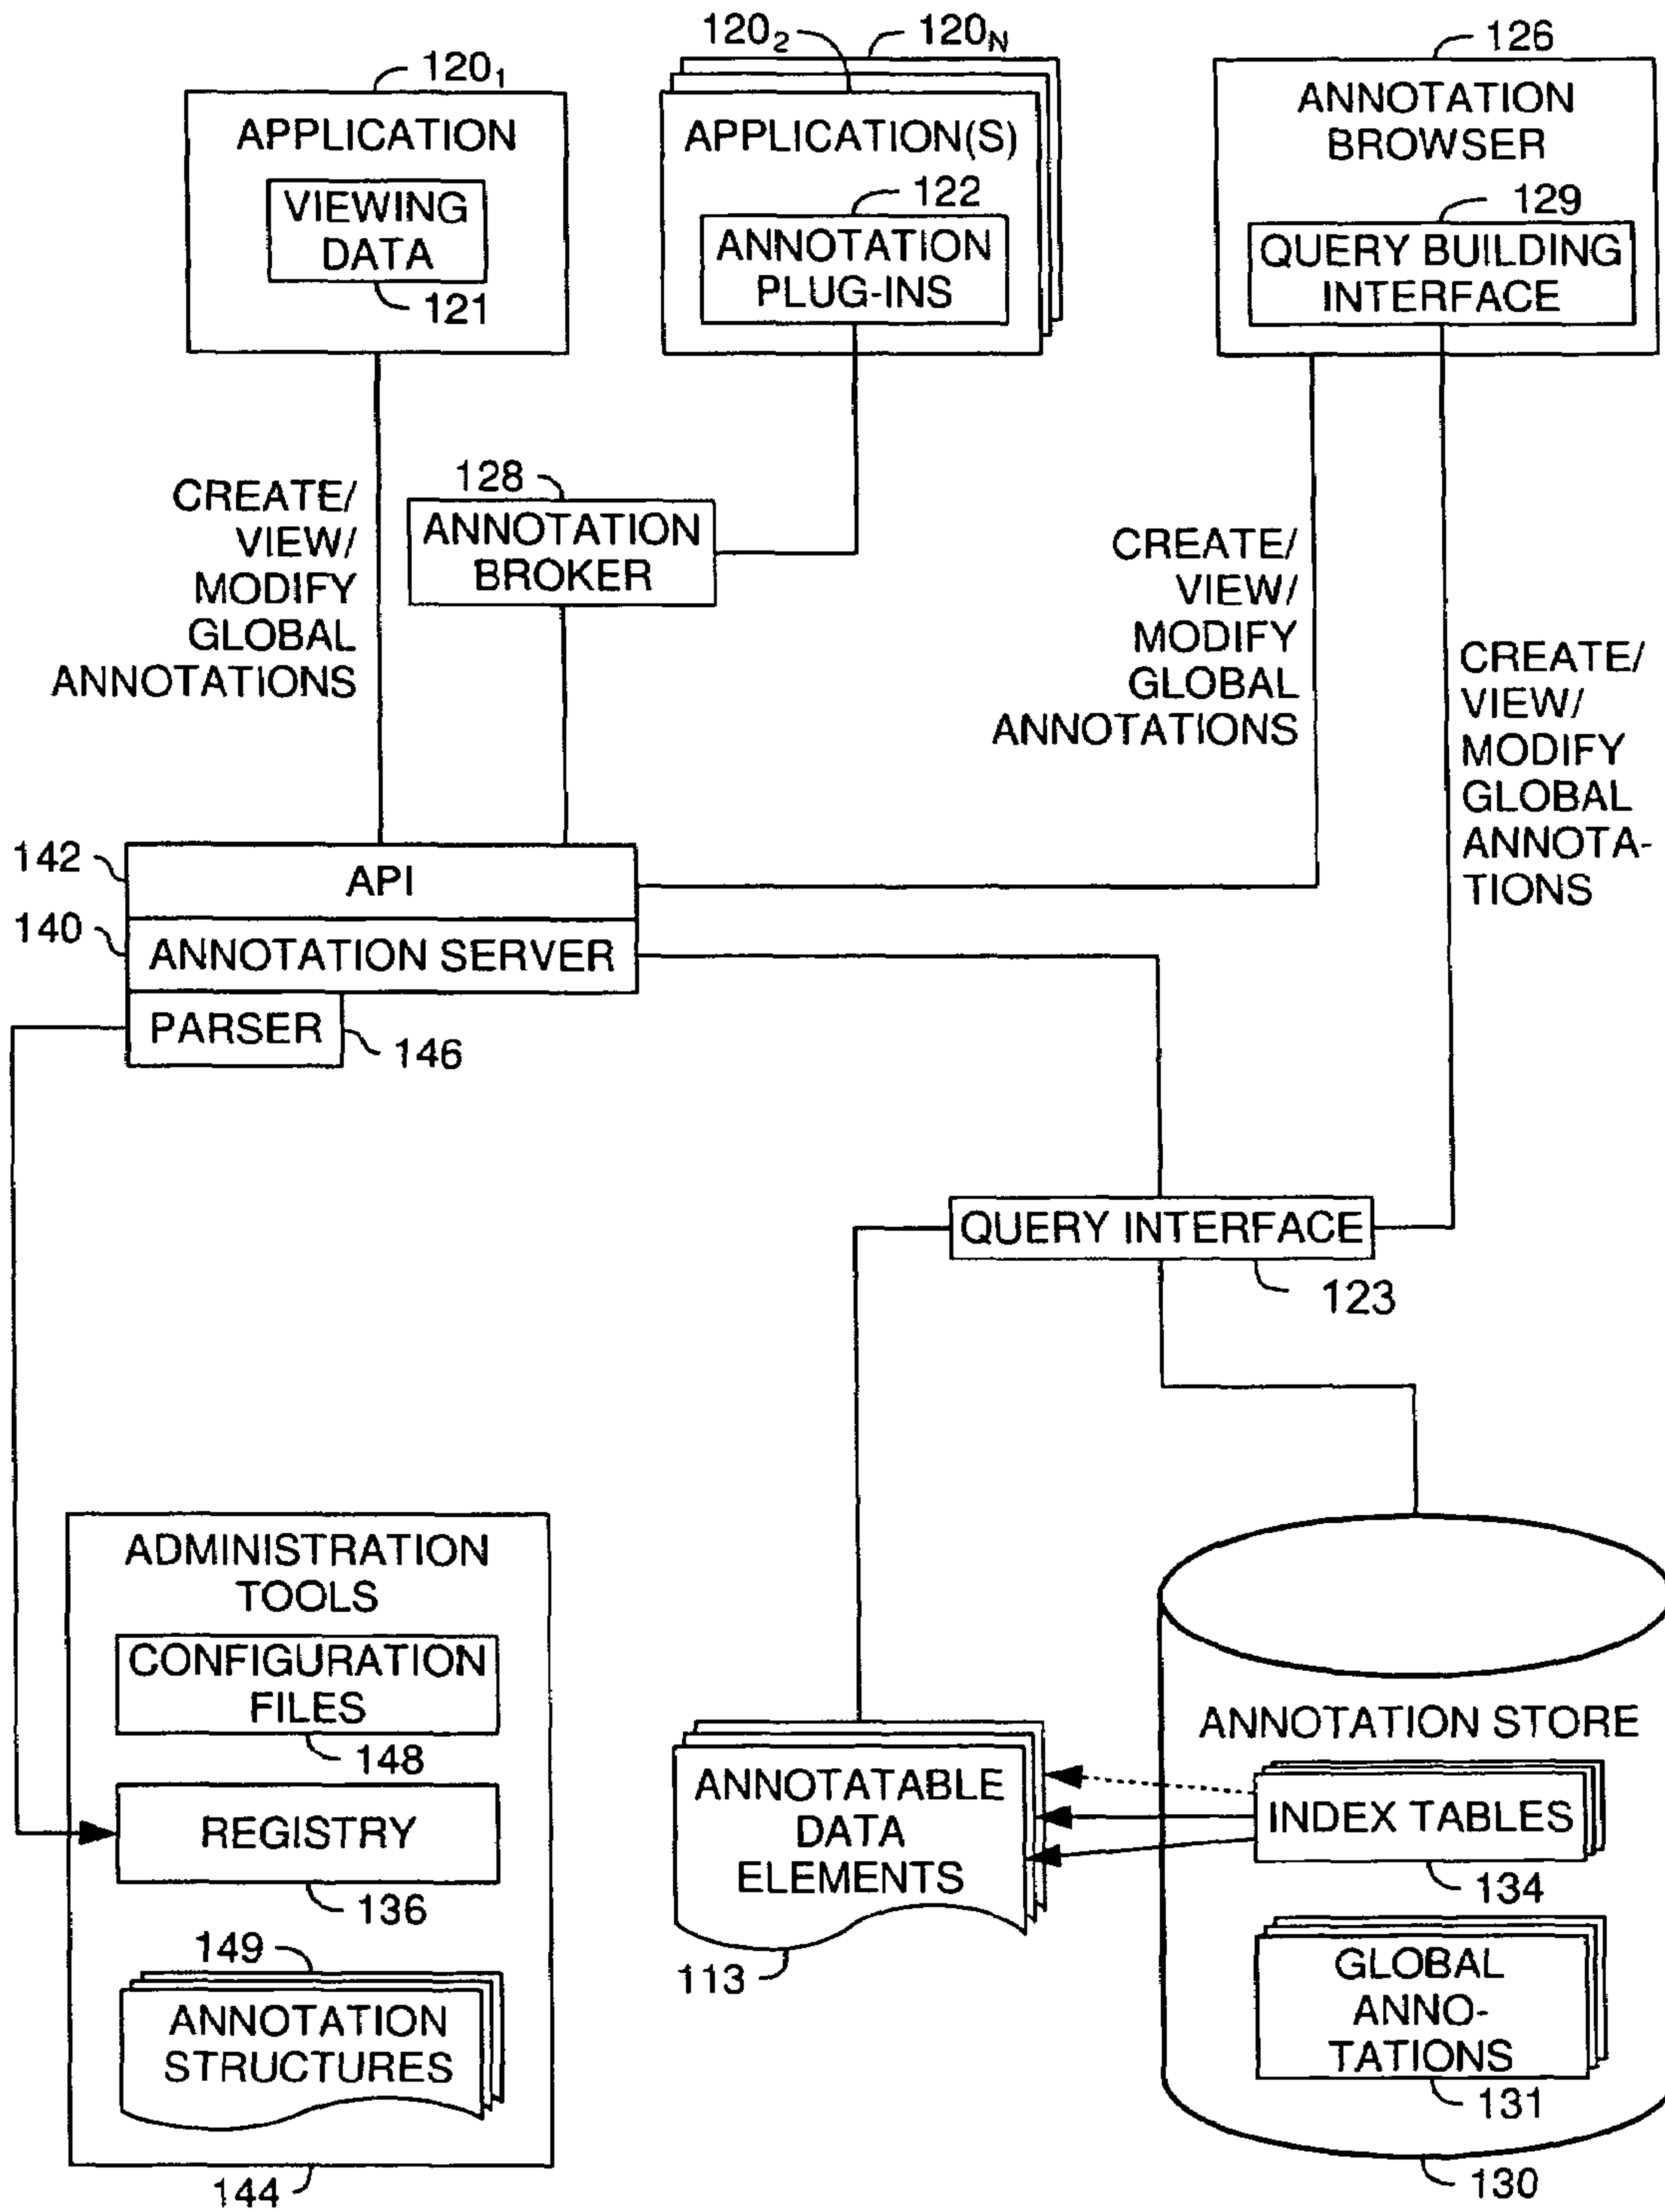 120₁
120₂
120N
126
APPLICATION
VIEWING
DATA
121
APPLICATION(S)
122
ANNOTATION
PLUG-INS
ANNOTATION
BROWSER
129
QUERY BUILDING
INTERFACE
CREATE/
VIEW/
MODIFY
GLOBAL
ANNOTATIONS
128
ANNOTATION
BROKER
CREATE/
VIEW/
MODIFY
GLOBAL
ANNOTATIONS
CREATE/
VIEW/
MODIFY
GLOBAL
ANNOTA-
TIONS
142
API
140
ANNOTATION SERVER
PARSER
146
QUERY INTERFACE
123
ADMINISTRATION
TOOLS
CONFIGURATION
FILES
148
REGISTRY
136
149
ANNOTATION
STRUCTURES
144
ANNOTATABLE
DATA
ELEMENTS
113
ANNOTATION STORE
INDEX TABLES
134
GLOBAL
ANNO-
TATIONS
131
130